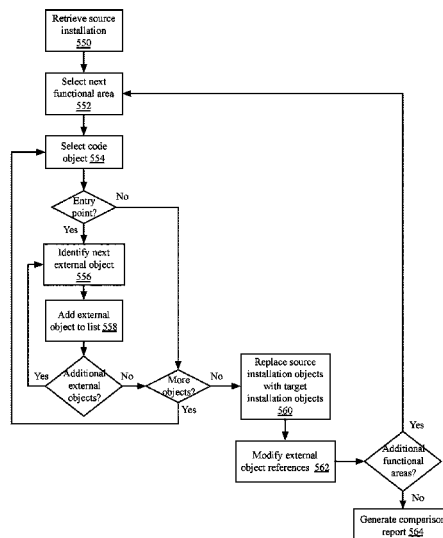 Retrieve source
installation
550
Select next
functional area
552
Select code
object 554
Entry
point?
No
Yes
Identify next
external object
556
Add external
object to list 558
Yes
Additional
external
objects?
No
More
objects?
No
Yes
Replace source
installation objects
with target
installation objects
560
Modify external
object references 562
Yes
Additional
functional
areas?
No
Generate comparison
report 564